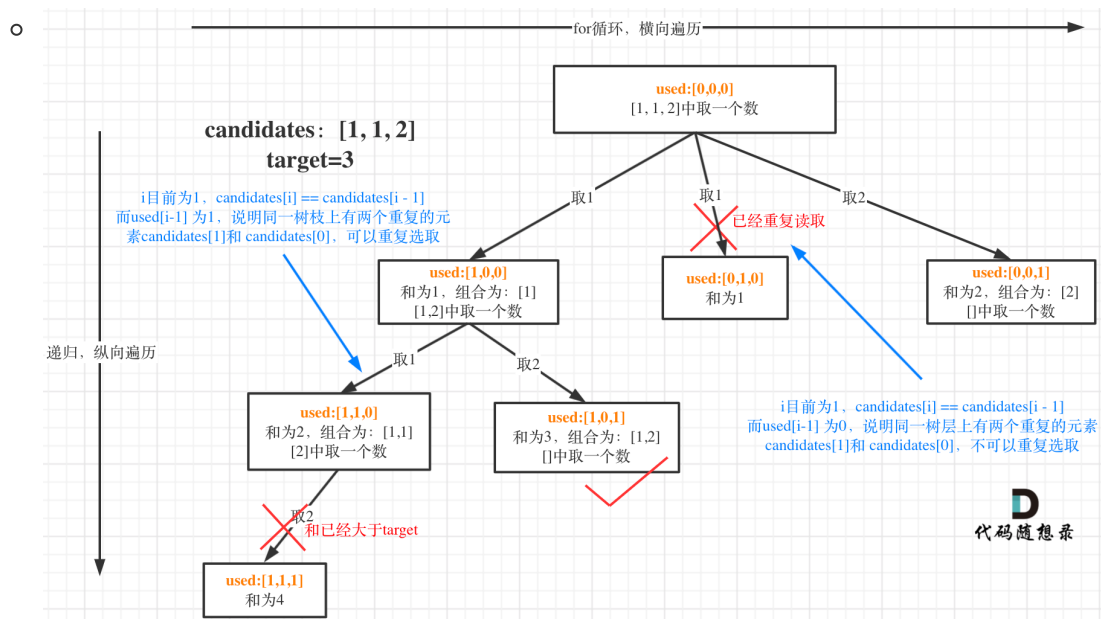 for循环，横向遍历
used:[0,0,0]
[1, 1, 2]中取一个数
candidates：[1, 1, 2]
target=3
i目前为1，candidates[i] == candidates[i - 1]
而used[i-1] 为1，说明同一树枝上有两个重复的元
素candidates[1]和 candidates[0]，可以重复选取
取1
取1
取2
已经重复读取
used:[1,0,0]
和为1，组合为：[1]
[1,2]中取一个数
used:[0,1,0]
和为1
used:[0,0,1]
和为2，组合为：[2]
[]中取一个数
递归，纵向遍历
取1
取2
used:[1,1,0]
和为2，组合为：[1,1]
[2]中取一个数
used:[1,0,1]
和为3，组合为：[1,2]
[]中取一个数
i目前为1，candidates[i] == candidates[i - 1]
而used[i-1] 为0，说明同一树层上有两个重复的元素
candidates[1]和 candidates[0]，不可以重复选取
取2
和已经大于target
used:[1,1,1]
和为4
代码随想录